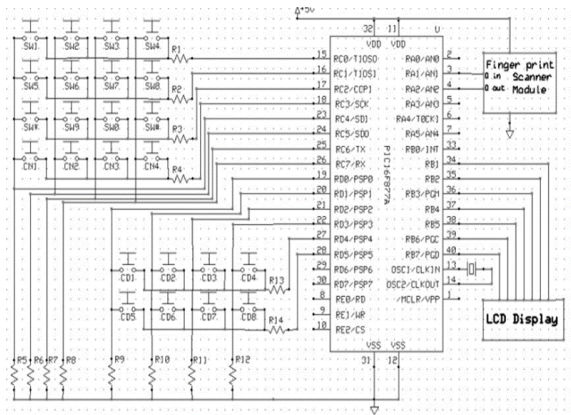 +5V
32 11 U
VDD VDD
SW1 SW2 SW3 SW4
R1
15 RC0/T1OSO RA0/AN0 2
16 RC1/T1OSI RA1/AN1 3
17 RC2/CCP1 RA2/AN2 4
18 RC3/SCK RA3/AN3 5
23 RC4/SDI RA4/T0CKI 6
24 RC5/SDO RA5/AN4 7
25 RC6/TX RB0/INT 33
26 RC7/RX RB1 34
19 RD0/PSP0 RB2 35
20 RD1/PSP1 RB3/PGM 36
21 RD2/PSP2 RB4 37
22 RD3/PSP3 RB5 38
27 RD4/PSP4 RB6/PGC 39
28 RD5/PSP5 RB7/PGD 40
29 RD6/PSP6 OSC1/CLKIN 13
30 RD7/PSP7 OSC2/CLKOUT 14
8 RE0/RD /MCLR/VPP 1
9 RE1/WR
10 RE2/CS
PIC16F877A
VSS VSS
31 12
Finger print
D in Scanner
D out Module
SW5 SW6 SW7 SW8
R2
SW* SW9 SW0 SW#
R3
CN1 CN2 CN3 CN4
R4
CD1 CD2 CD3 CD4
R13
CD5 CD6 CD7 CD8
R14
R5 R6 R7 R8 R9 R10 R11 R12
LCD Display